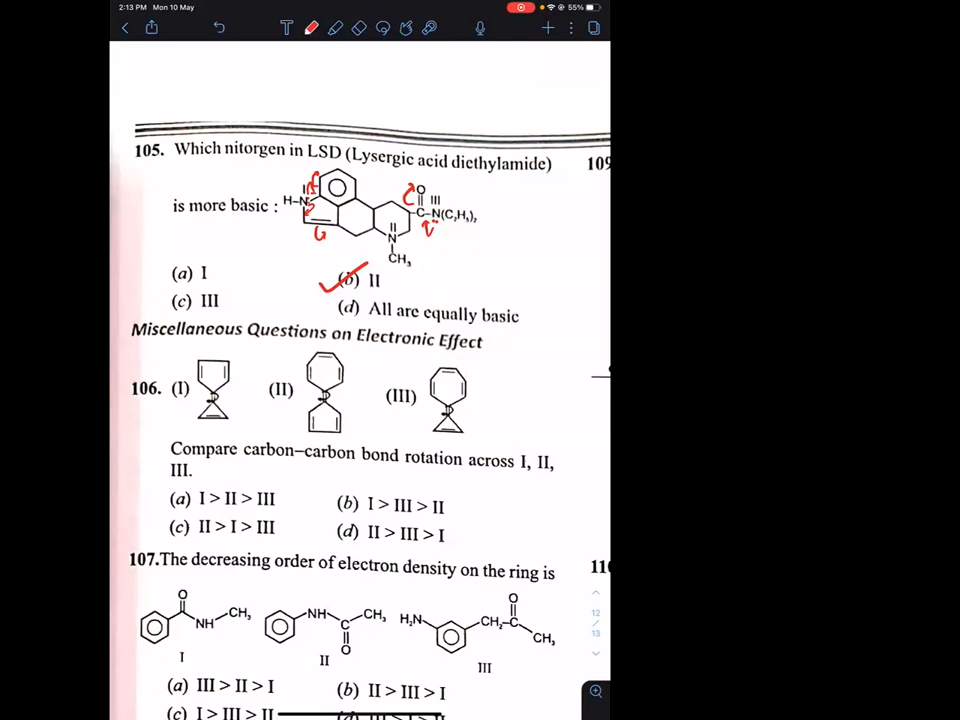 2:13 PM Mon 10 May
55%
105. Which nitorgen in LSD (Lysergic acid diethylamide) 109
is more basic :
I
H–N
O
III
C–N(C₂H₅)₂
II
N
CH₃
(a) I
(b) II
(c) III
(d) All are equally basic
Miscellaneous Questions on Electronic Effect
106. (I) (II) (III)
Compare carbon–carbon bond rotation across I, II,
III.
(a) I > II > III
(b) I > III > II
(c) II > I > III
(d) II > III > I
107.The decreasing order of electron density on the ring is 110
O
NH
CH₃
I
NH
C
CH₃
O
II
H₂N
CH₂
C
O
CH₃
III
(a) III > II > I
(b) II > III > I
(c) I > III > II
12
/
13